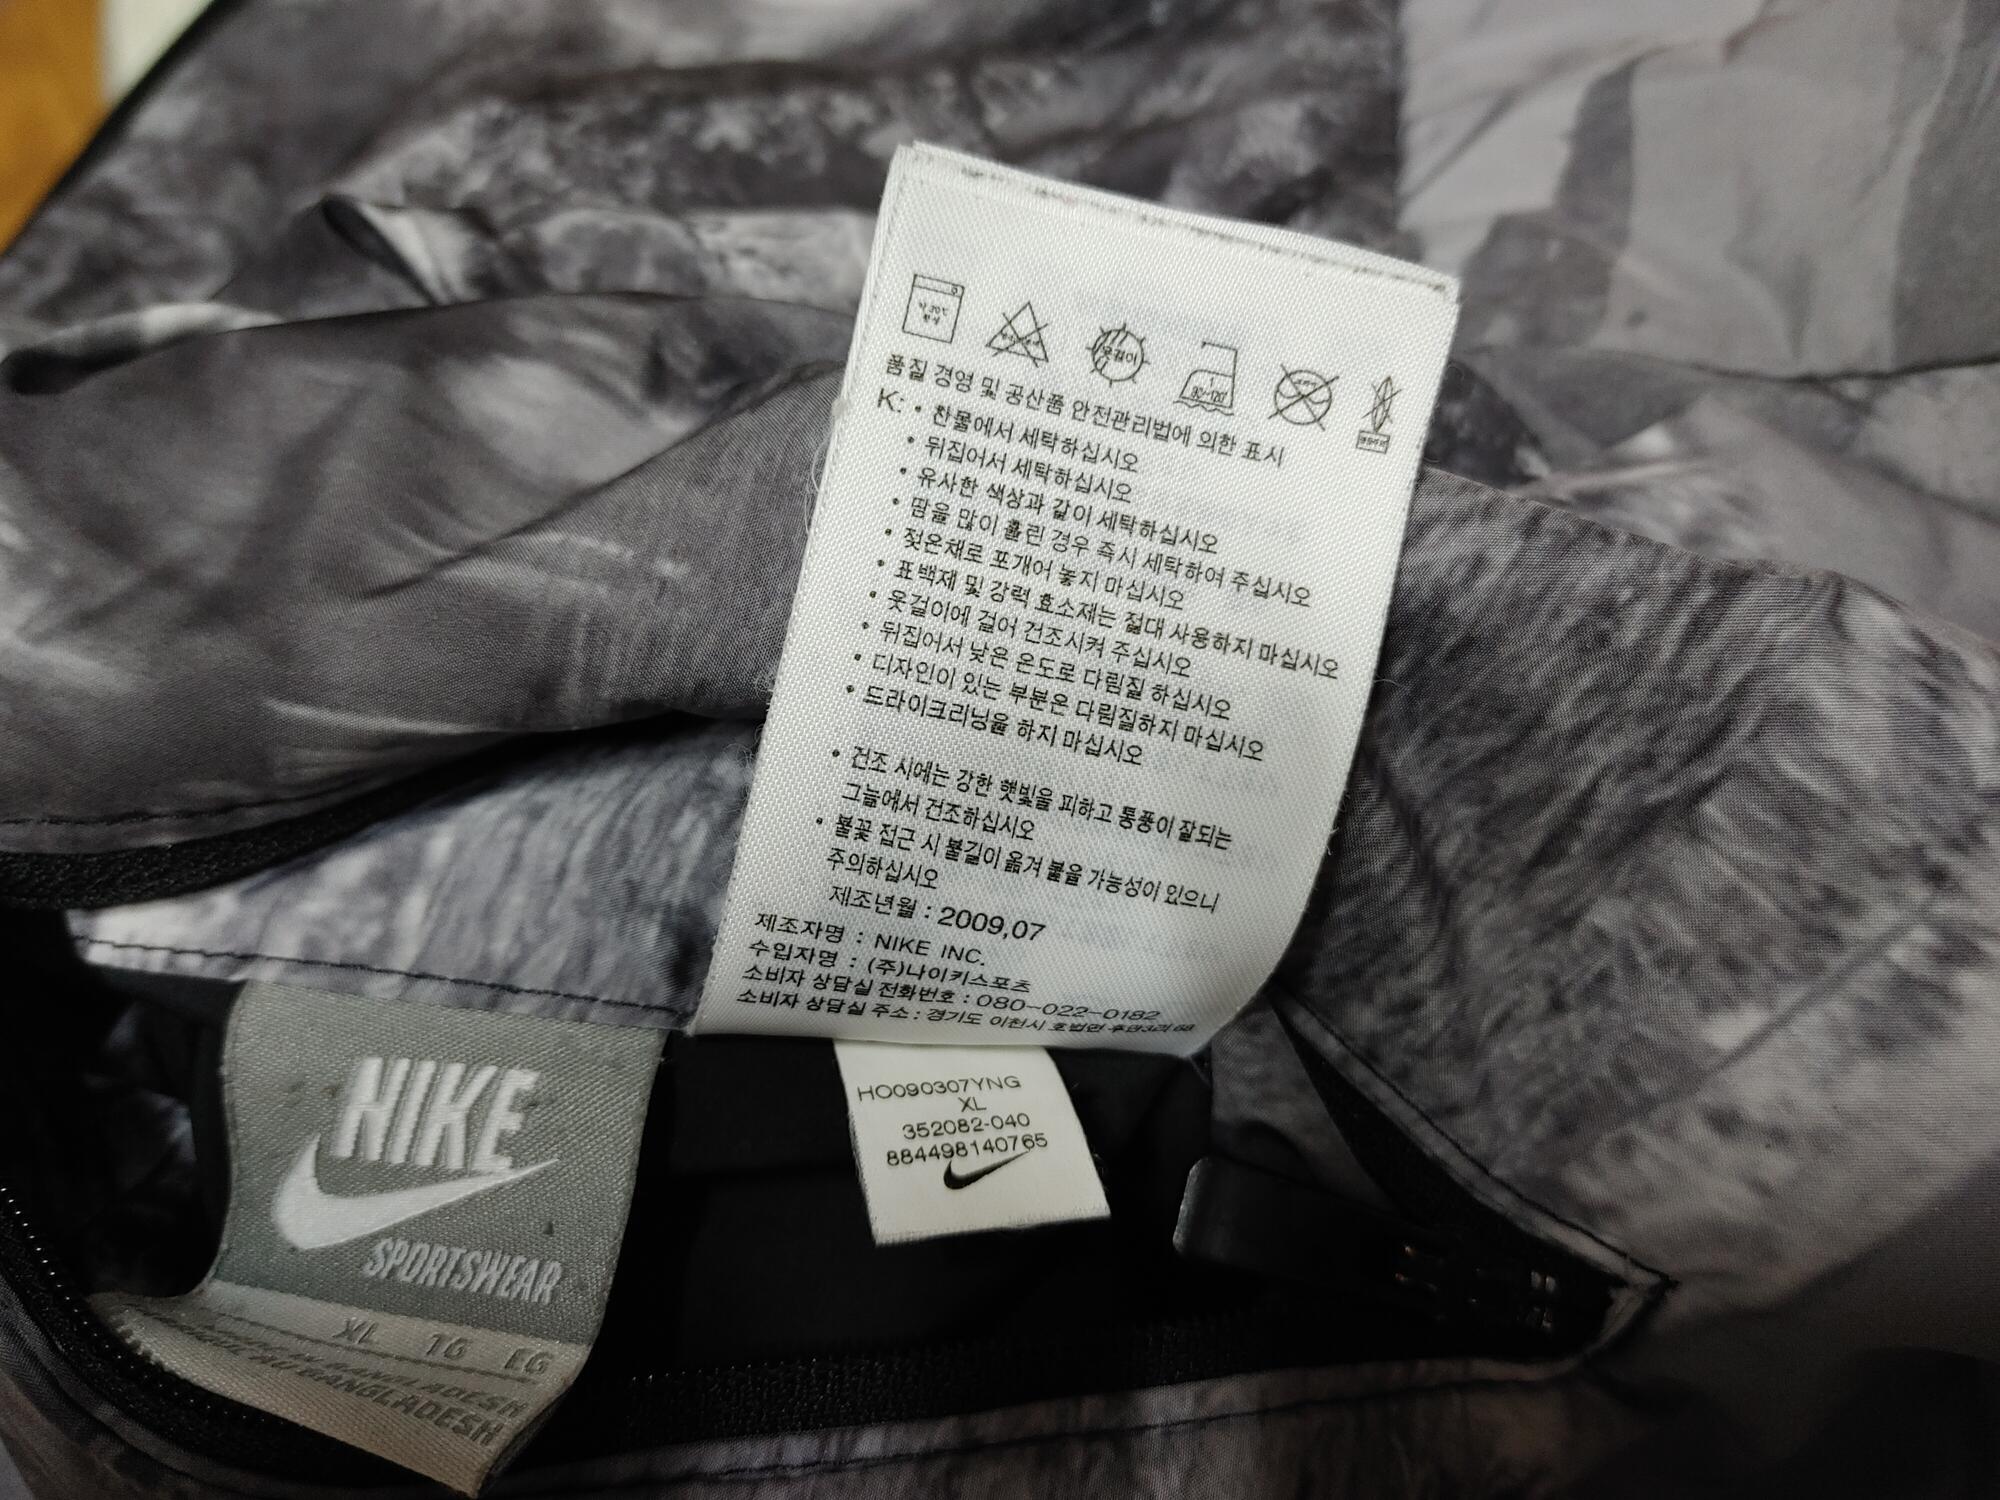 품질 경영 및 공산품 안전관리법에 의한 표시
K: • 찬물에서 세탁하십시오
• 뒤집어서 세탁하십시오
• 유사한 색상과 같이 세탁하십시오
• 땀을 많이 흘린 경우 즉시 세탁하여 주십시오
• 젖은채로 포개어 놓지 마십시오
• 표백제 및 강력 효소제는 절대 사용하지 마십시오
• 옷걸이에 걸어 건조시켜 주십시오
• 뒤집어서 낮은 온도로 다림질 하십시오
• 디자인이 있는 부분은 다림질하지 마십시오
• 드라이크리닝을 하지 마십시오
• 건조 시에는 강한 햇빛을 피하고 통풍이 잘되는
그늘에서 건조하십시오
• 불꽃 접근 시 불길이 옮겨 붙을 가능성이 있으니
주의하십시오
제조년월 : 2009.07
제조자명 : NIKE INC.
수입자명 : (주)나이키스포츠
소비자 상담실 전화번호 : 080-022-0182
소비자 상담실 주소 : 경기도 이천시 호법면
HO090307YNG
XL
352082-040
884498140765
NIKE
SPORTSWEAR
XL TG EG
BANGLADESH
BANGLADESH